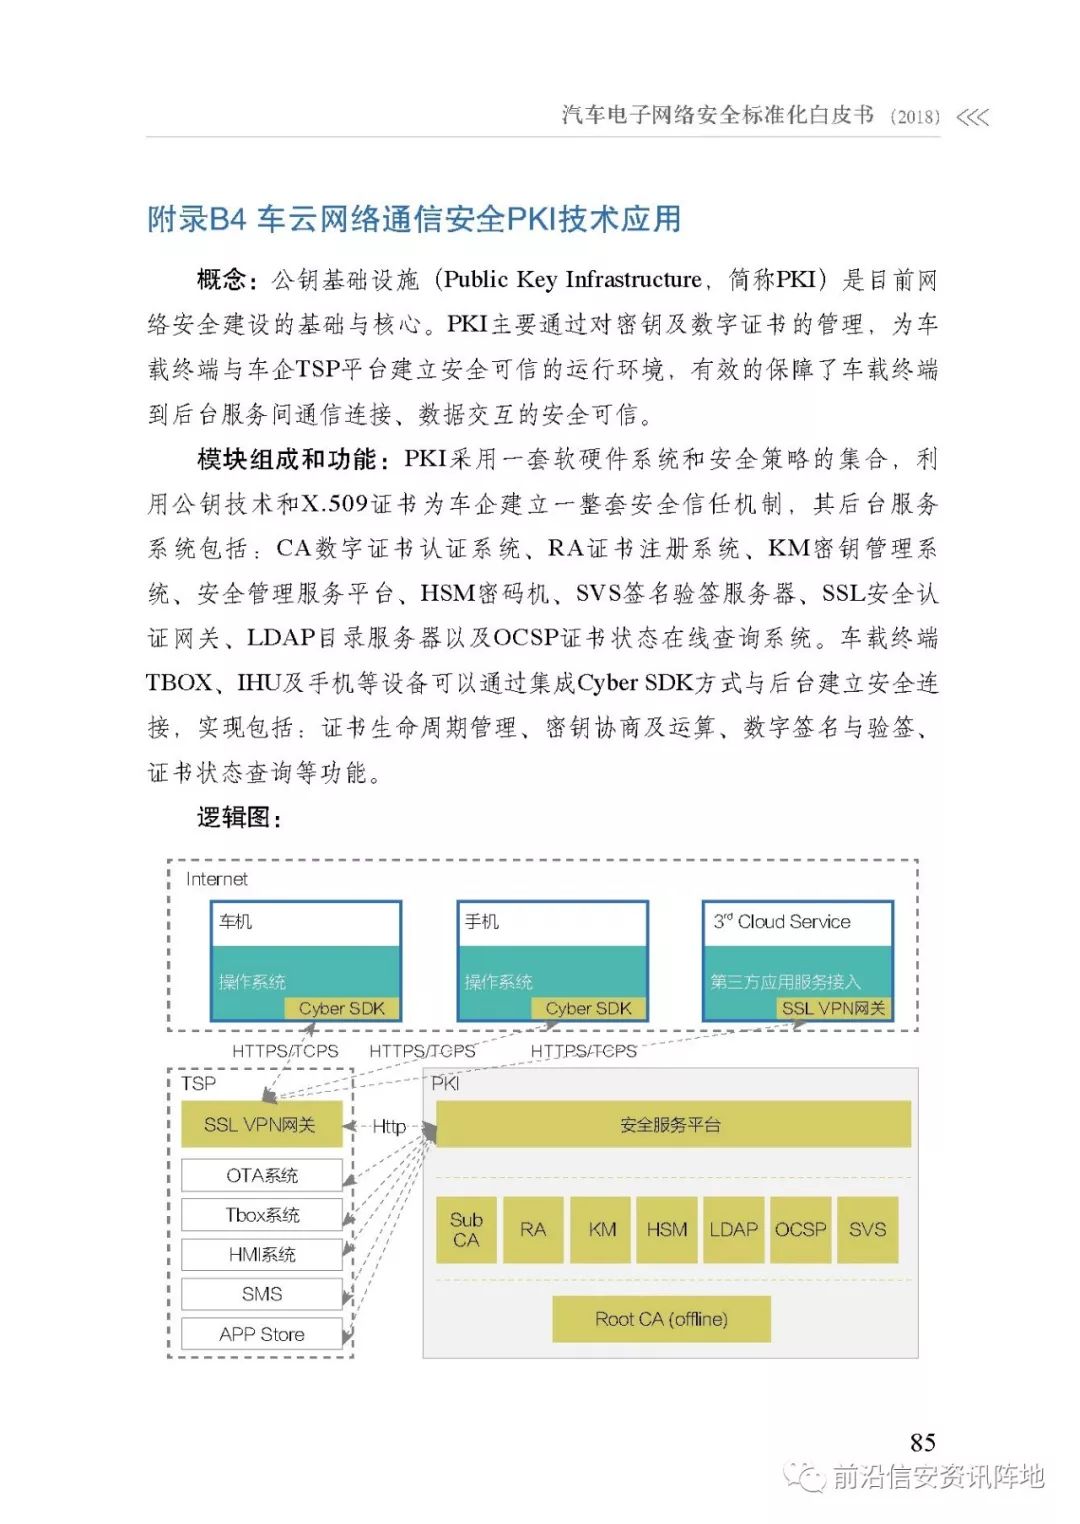 汽车电子网络安全标准化白皮书 (2018)
附录B4 车云网络通信安全PKI技术应用
概念：公钥基础设施（Public Key Infrastructure，简称PKI）是目前网
络安全建设的基础与核心。PKI主要通过对密钥及数字证书的管理，为车
载终端与车企TSP平台建立安全可信的运行环境，有效的保障了车载终端
到后台服务间通信连接、数据交互的安全可信。
模块组成和功能：PKI采用一套软硬件系统和安全策略的集合，利
用公钥技术和X.509证书为车企建立一整套安全信任机制，其后台服务
系统包括：CA数字证书认证系统、RA证书注册系统、KM密钥管理系
统、安全管理服务平台、HSM密码机、SVS签名验签服务器、SSL安全认
证网关、LDAP目录服务器以及OCSP证书状态在线查询系统。车载终端
TBOX、IHU及手机等设备可以通过集成Cyber SDK方式与后台建立安全连
接，实现包括：证书生命周期管理、密钥协商及运算、数字签名与验签、
证书状态查询等功能。
逻辑图：
Internet
车机
操作系统
Cyber SDK
手机
操作系统
Cyber SDK
3rd Cloud Service
第三方应用服务接入
SSL VPN网关
HTTPS/TCPS HTTPS/TCPS HTTPS/TCPS
TSP
SSL VPN网关
OTA系统
Tbox系统
HMI系统
SMS
APP Store
Http
PKI
安全服务平台
Sub
CA
RA
KM
HSM
LDAP
OCSP
SVS
Root CA (offline)
85
前沿信安资讯阵地